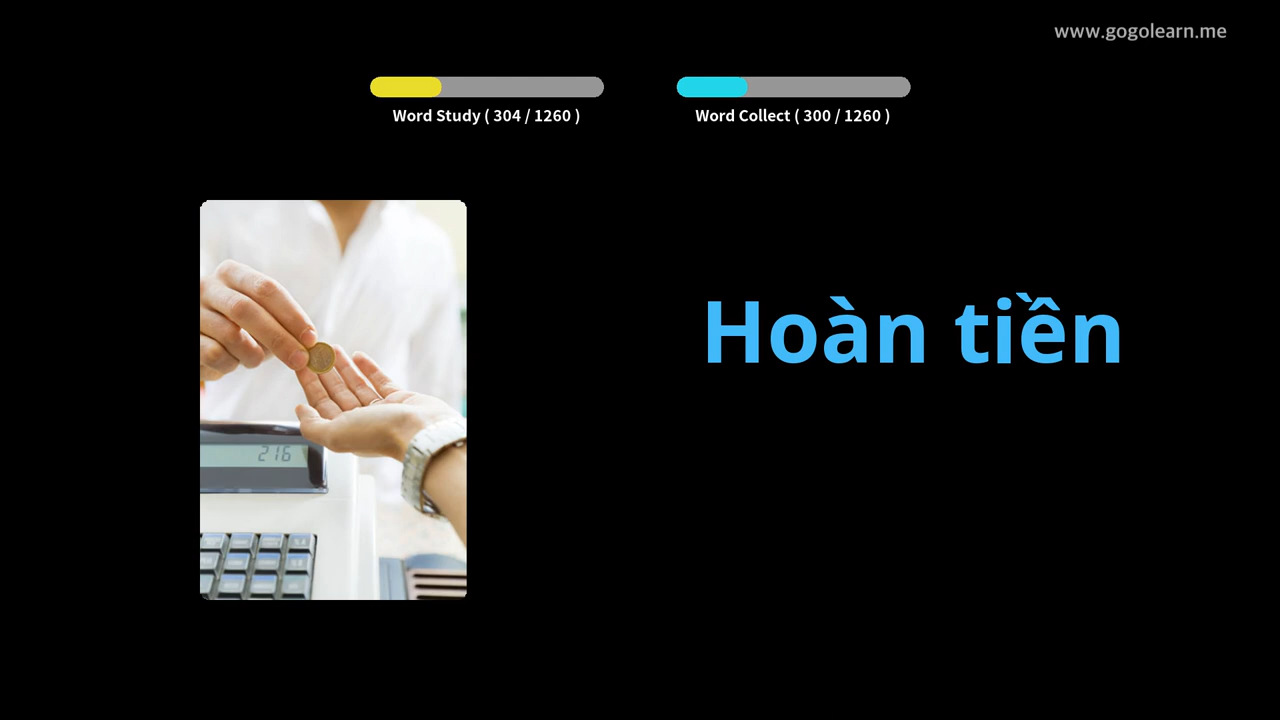 www.gogolearn.me
Word Study ( 304 / 1260 )
Word Collect ( 300 / 1260 )
216
Hoàn tiền